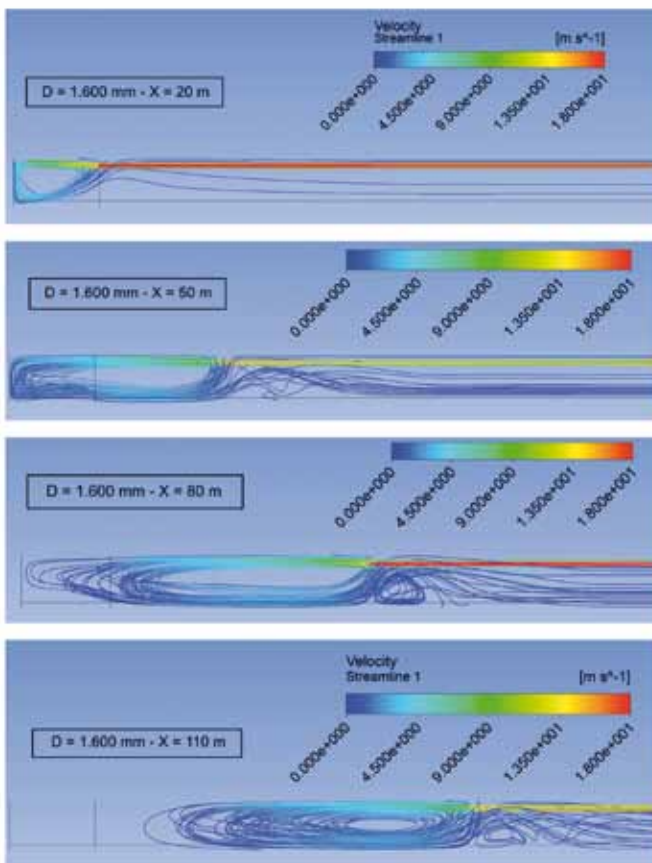 Velocity
Streamline 1 [m s^-1]
D = 1.600 mm - X = 20 m
0.000e+000 4.500e+000 9.000e+000 1.350e+001 1.800e+001
D = 1.600 mm - X = 50 m
0.000e+000 4.500e+000 9.000e+000 1.350e+001 1.800e+001
D = 1.600 mm - X = 80 m
0.000e+000 4.500e+000 9.000e+000 1.350e+001 1.800e+001
Velocity
Streamline 1 [m s^-1]
D = 1.600 mm - X = 110 m
0.000e+000 4.500e+000 9.000e+000 1.350e+001 1.800e+001